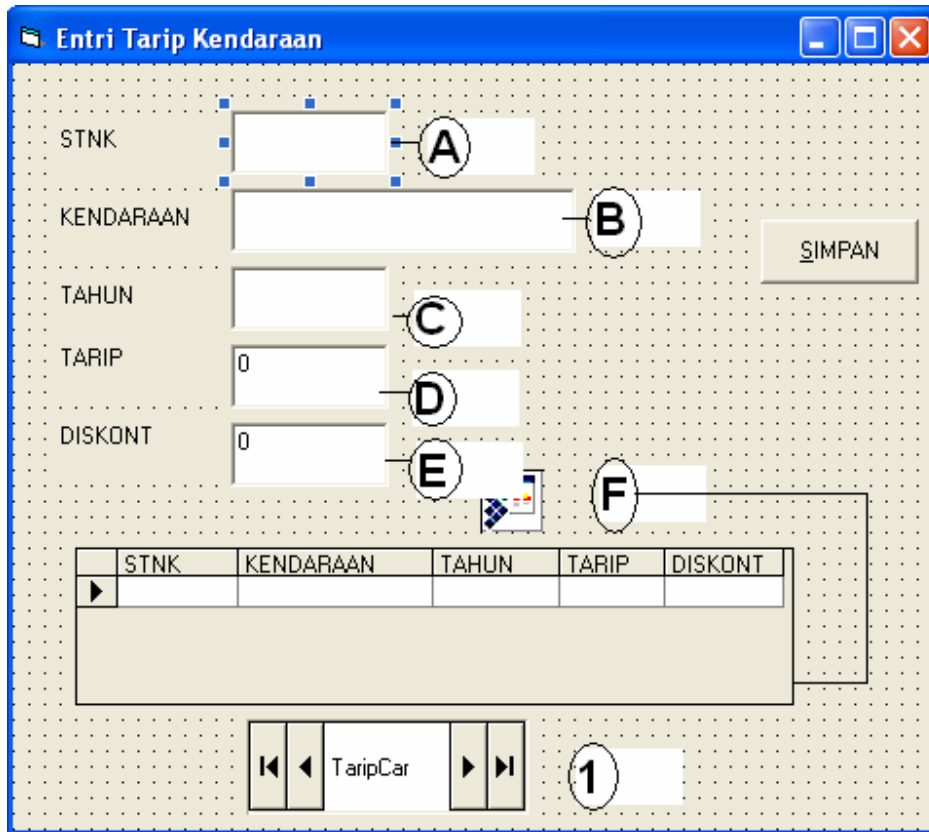 Entri Tarip Kendaraan
STNK A
KENDARAAN B
SIMPAN
TAHUN C
TARIP 0 D
DISKONT 0 E
F
STNK KENDARAAN TAHUN TARIP DISKONT
TaripCar 1